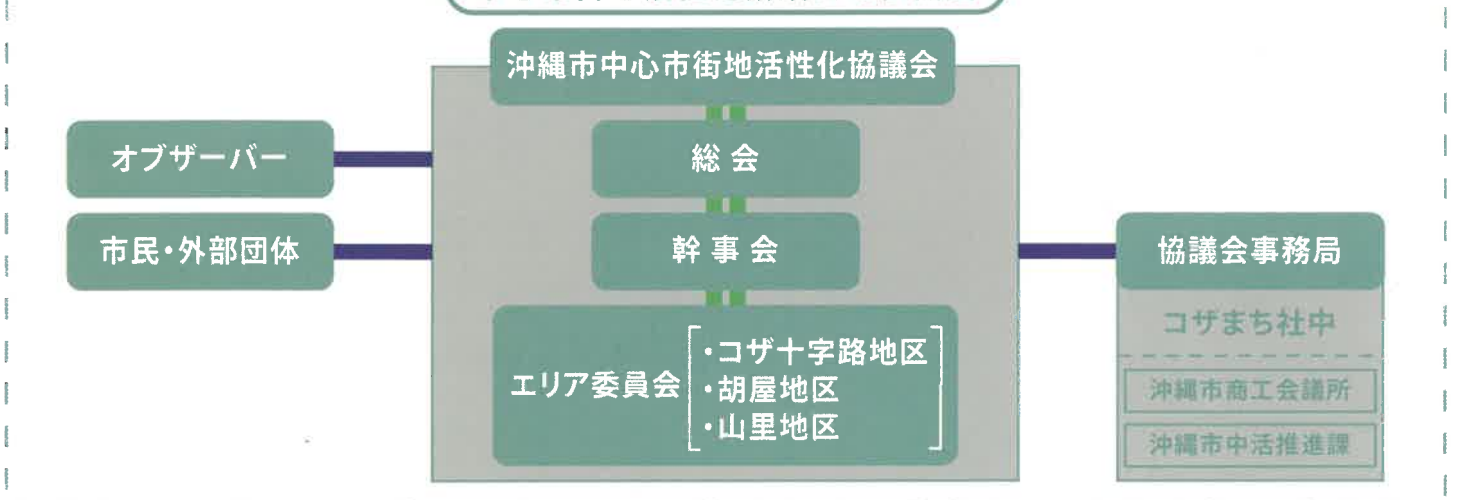 沖縄市中心市街地活性化協議会
オブザーバー
総会
市民・外部団体
幹事会
協議会事務局
コザまち社中
エリア委員会
・コザ十字路地区
・胡屋地区
・山里地区
沖縄市商工会議所
沖縄市中活推進課